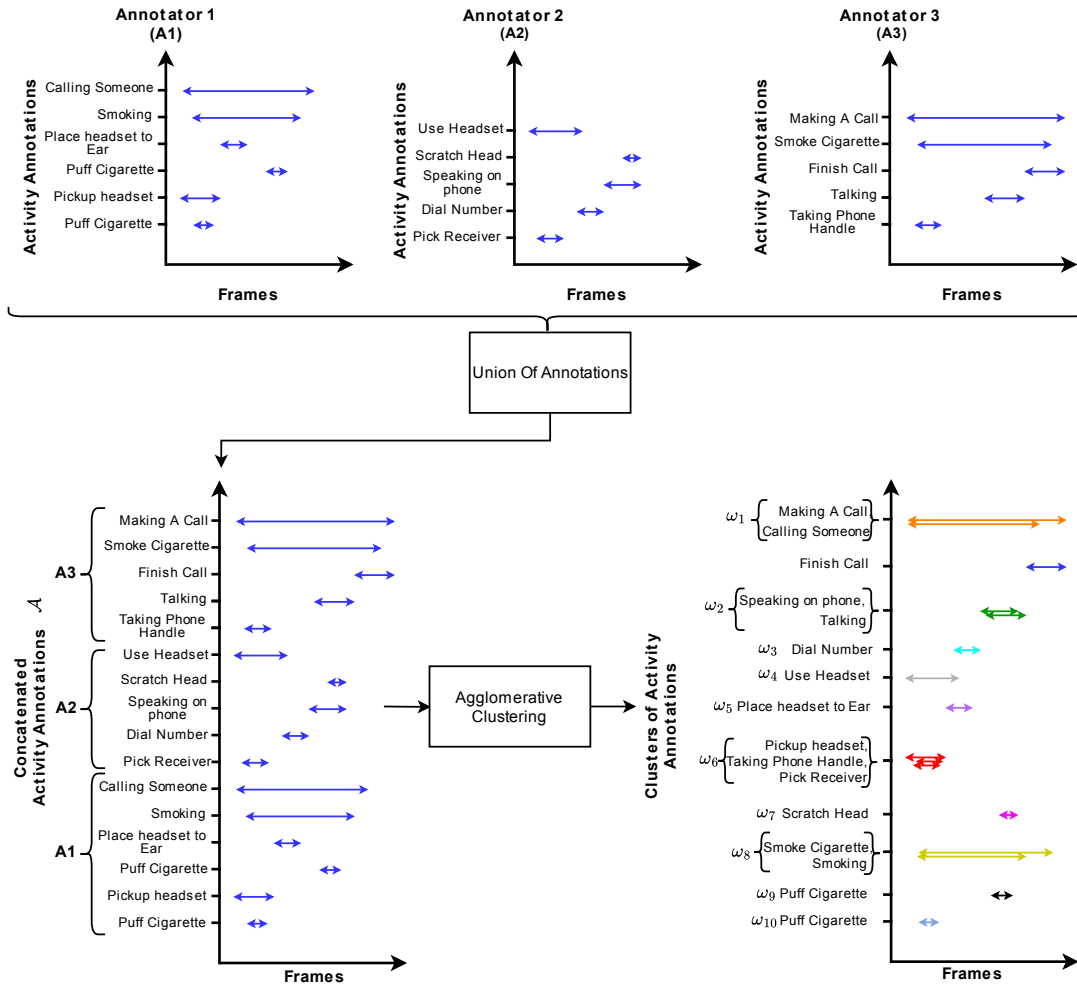 Annotator 1
(A1)
Activity Annotations
Calling Someone
Smoking
Place headset to
Ear
Puff Cigarette
Pickup headset
Puff Cigarette
Frames
Annotator 2
(A2)
Activity Annotations
Use Headset
Scratch Head
Speaking on
phone
Dial Number
Pick Receiver
Frames
Annotator 3
(A3)
Activity Annotations
Making A Call
Smoke Cigarette
Finish Call
Talking
Taking Phone
Handle
Frames
Union Of Annotations
Concatenated
Activity Annotations 𝒜
A3
Making A Call
Smoke Cigarette
Finish Call
Talking
Taking Phone
Handle
A2
Use Headset
Scratch Head
Speaking on
phone
Dial Number
Pick Receiver
A1
Calling Someone
Smoking
Place headset to
Ear
Puff Cigarette
Pickup headset
Puff Cigarette
Frames
Agglomerative
Clustering
Clusters of Activity
Annotations
ω1 Making A Call,
Calling Someone
Finish Call
ω2 Speaking on phone,
Talking
ω3 Dial Number
ω4 Use Headset
ω5 Place headset to Ear
ω6 Pickup headset,
Taking Phone Handle,
Pick Receiver
ω7 Scratch Head
ω8 Smoke Cigarette,
Smoking
ω9 Puff Cigarette
ω10 Puff Cigarette
Frames